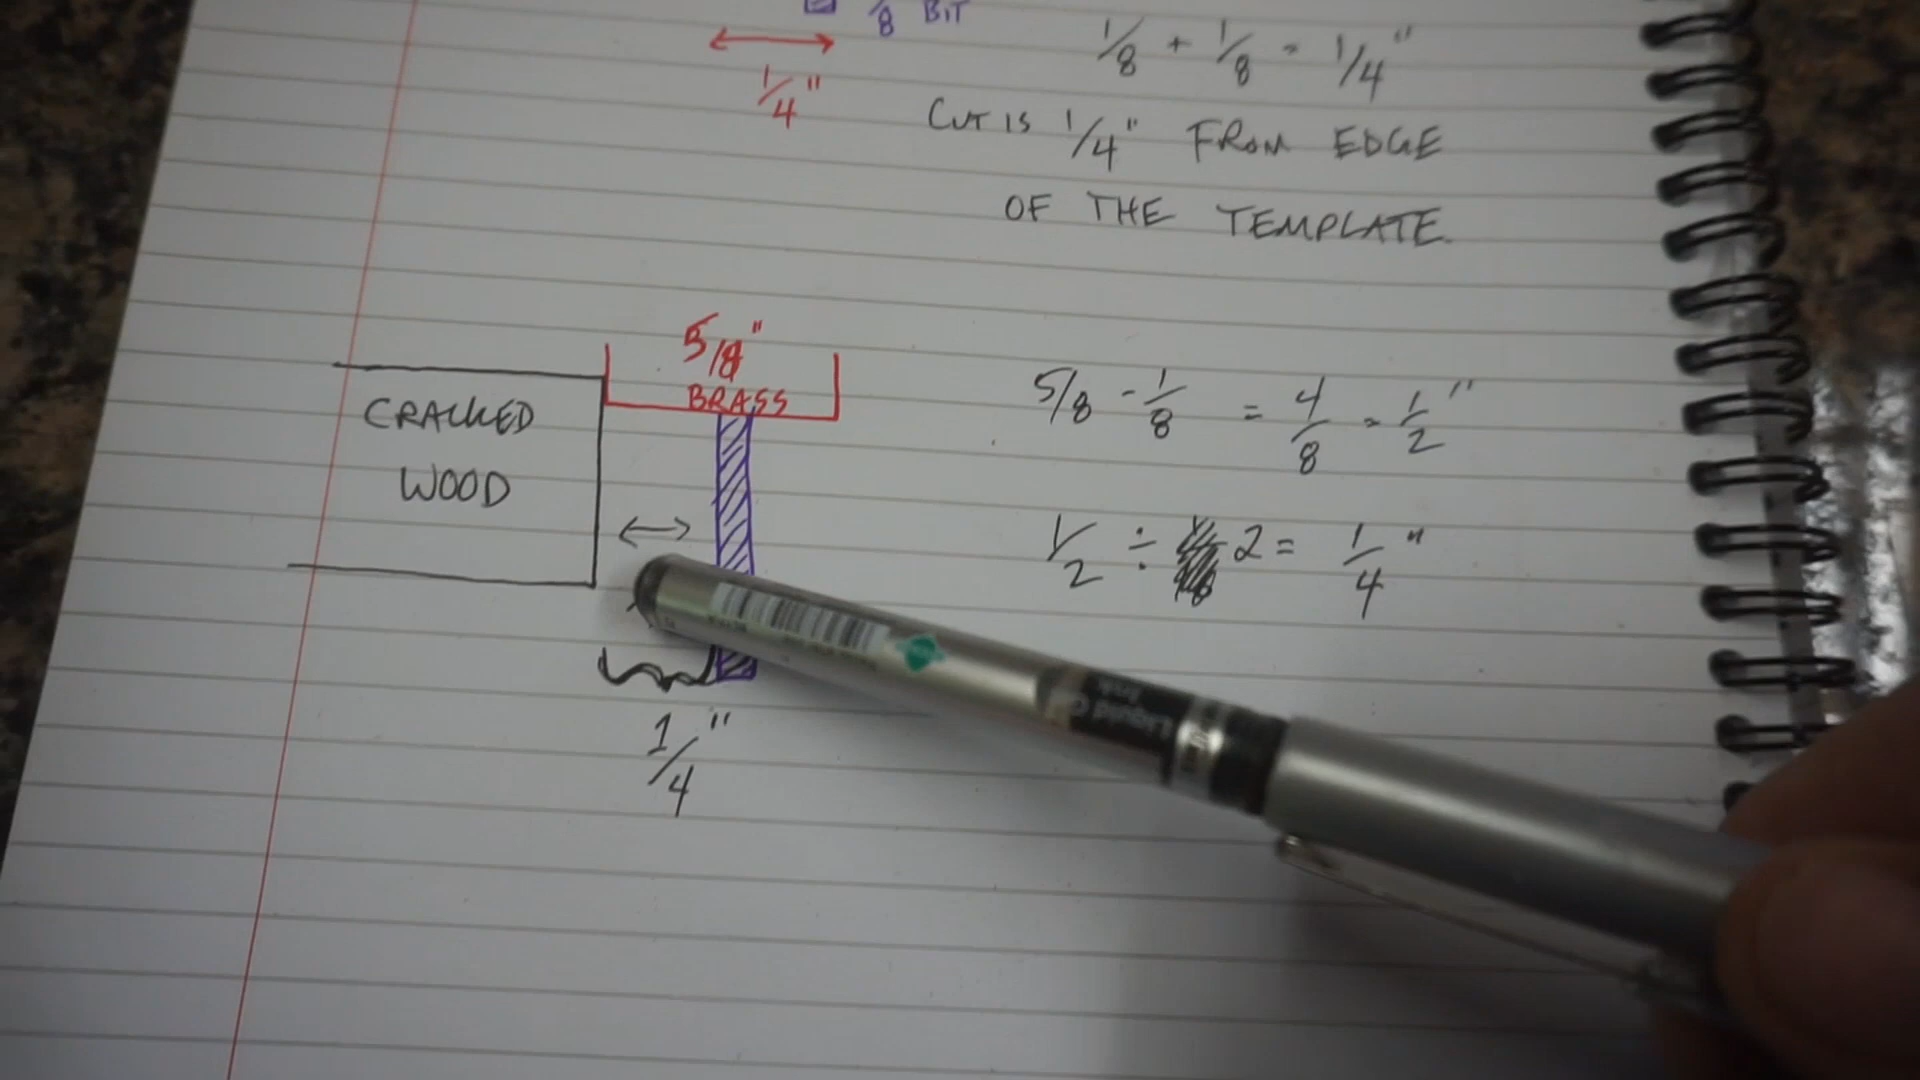 1/8 BIT
1/4"
1/8 + 1/8 = 1/4"
CUT IS 1/4" FROM EDGE
OF THE TEMPLATE.
5/8"
BRASS
CRACKED
WOOD
5/8 - 1/8 = 4/8 = 1/2"
1/2 ÷ 2 = 1/4"
1/4"
Liquid
Ink